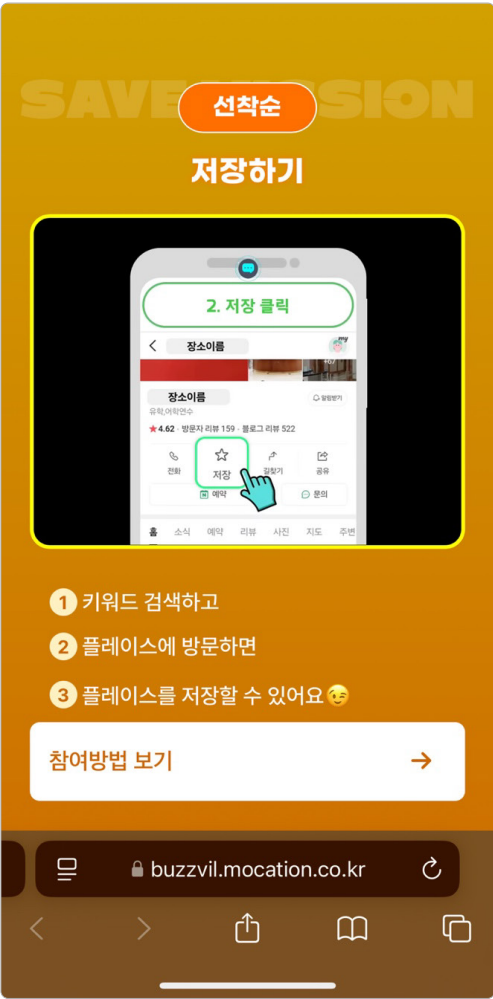 SAVE MISSION
선착순
저장하기
2. 저장 클릭
장소이름
my
+67
장소이름
알림받기
유학,어학연수
★4.62 · 방문자 리뷰 159 · 블로그 리뷰 522
전화 저장 길찾기 공유
예약 문의
홈 소식 예약 리뷰 사진 지도 주변
1 키워드 검색하고
2 플레이스에 방문하면
3 플레이스를 저장할 수 있어요😉
참여방법 보기 →
buzzvil.mocation.co.kr